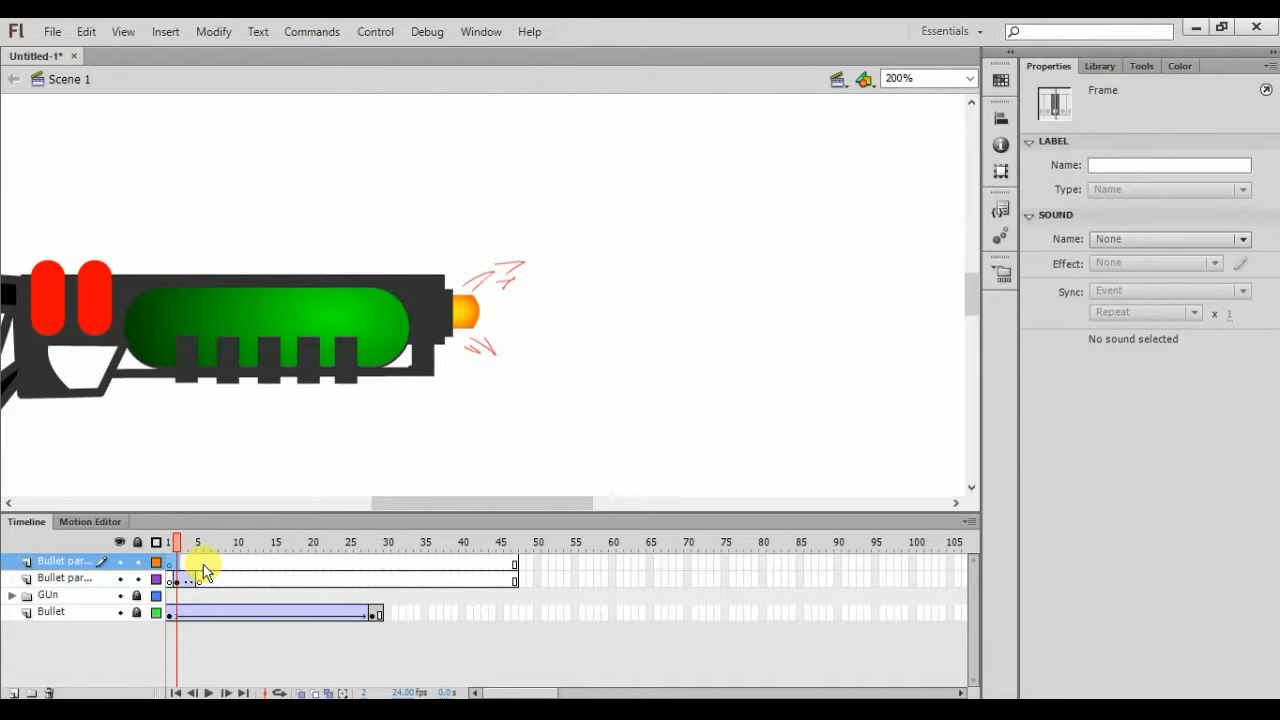 Fl File Edit View Insert Modify Text Commands Control Debug Window Help Essentials
Untitled-1* ×
Scene 1 200%
Properties Library Tools Color
Frame
LABEL
Name:
Type: Name
SOUND
Name: None
Effect: None
Sync: Event
Repeat x 1
No sound selected
Timeline Motion Editor
1 5 10 15 20 25 30 35 40 45 50 55 60 65 70 75 80 85 90 95 100 105
Bullet par...
Bullet par...
GUn
Bullet
2 24.00 fps 0.0 s